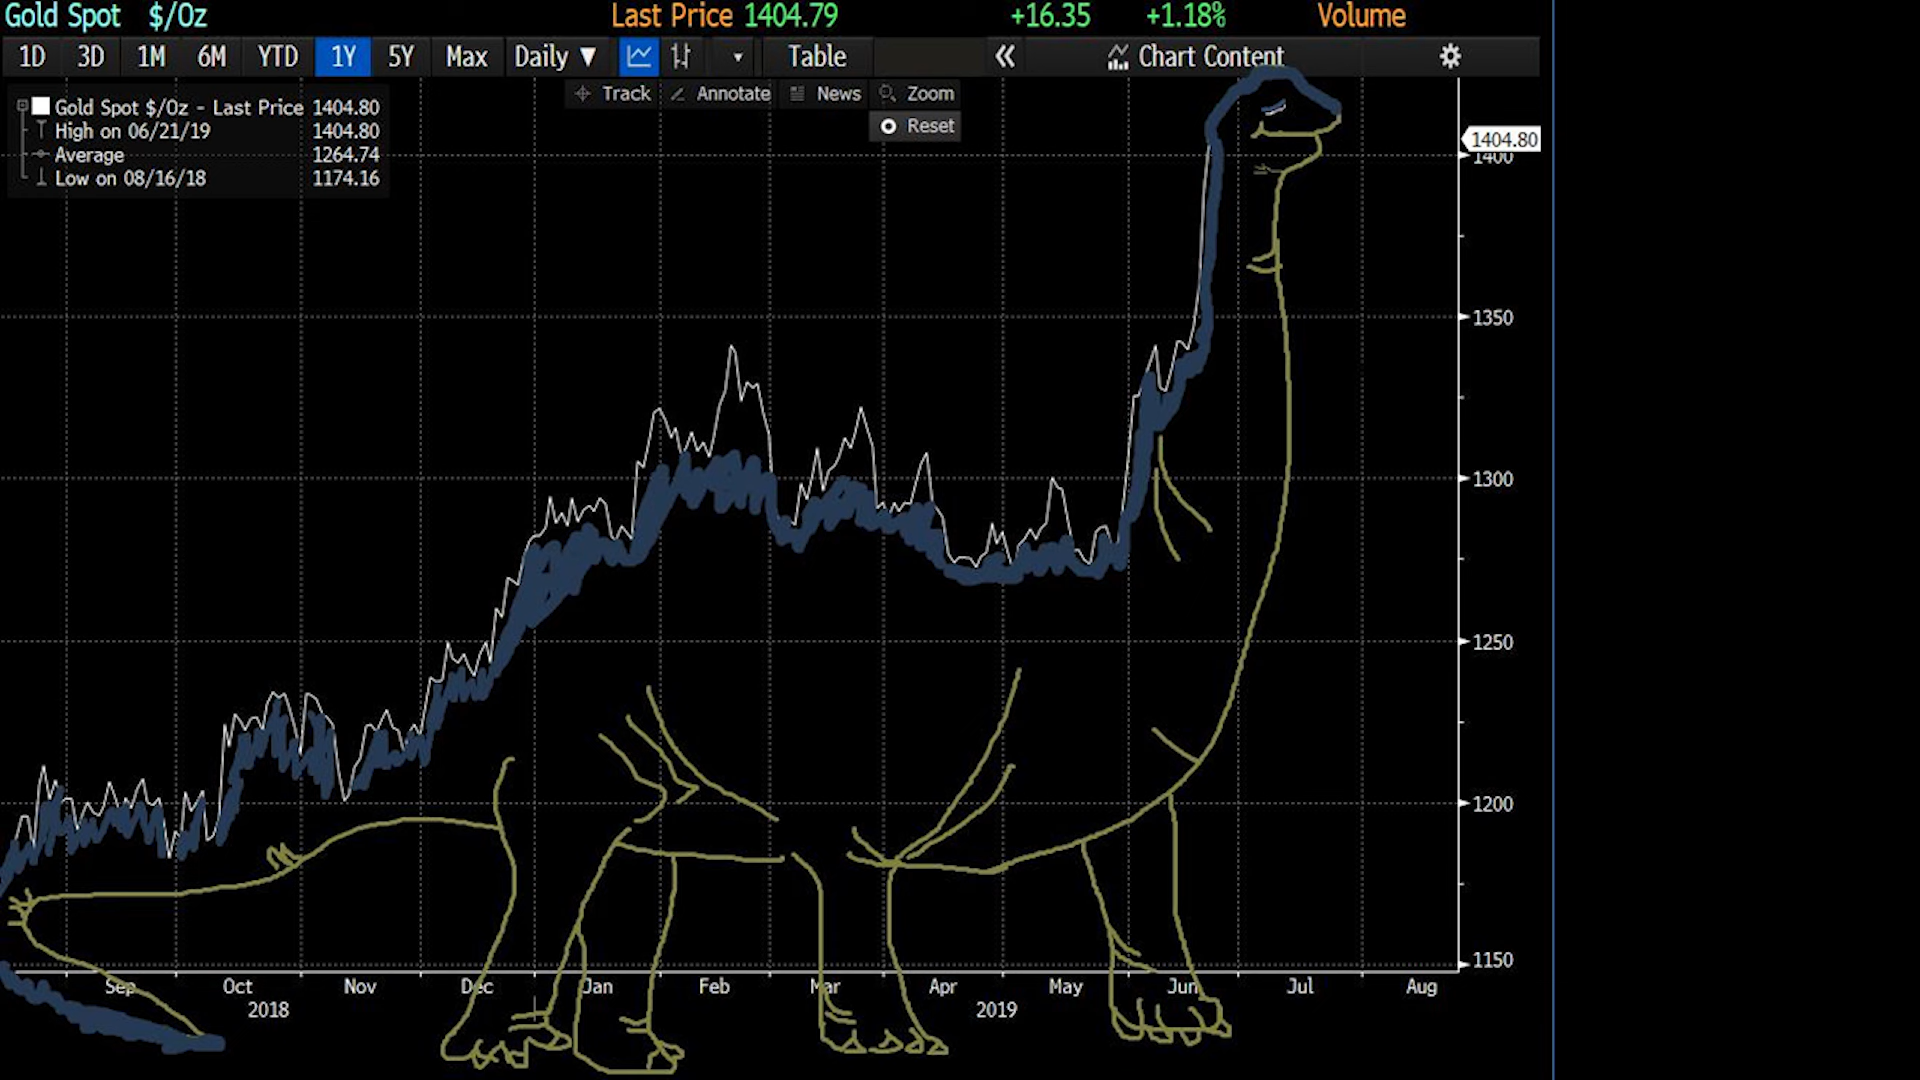 Gold Spot $/Oz Last Price 1404.79 +16.35 +1.18% Volume
1D 3D 1M 6M YTD 1Y 5Y Max Daily ▼ Table « Chart Content
Track Annotate News Zoom
Reset
Gold Spot $/Oz - Last Price 1404.80
High on 06/21/19 1404.80
Average 1264.74
Low on 08/16/18 1174.16
1404.80
1400
1350
1300
1250
1200
1150
Sep Oct Nov Dec Jan Feb Mar Apr May Jun Jul Aug
2018 2019